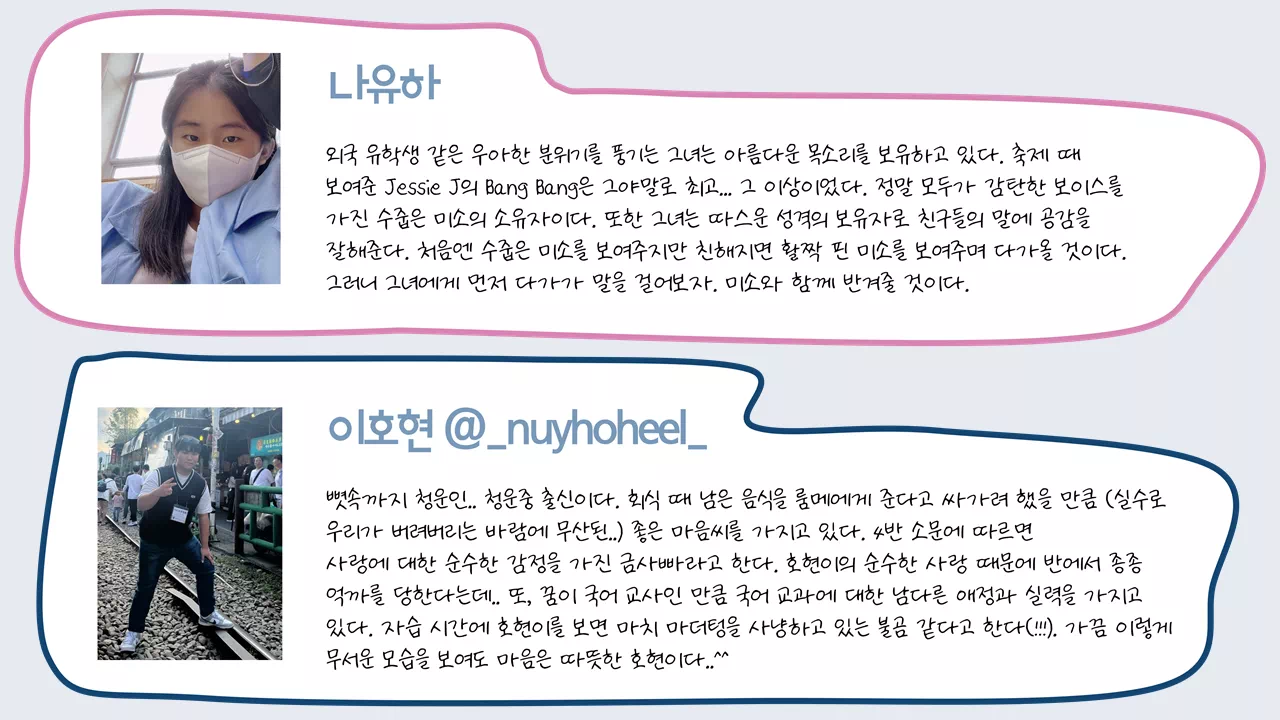 나유하
외국 유학생 같은 우아한 분위기를 풍기는 그녀는 아름다운 목소리를 보유하고 있다. 축제 때
보여준 Jessie J의 Bang Bang은 그야말로 최고... 그 이상이었다. 정말 모두가 감탄한 보이스를
가진 수줍은 미소의 소유자이다. 또한 그녀는 따스운 성격의 보유자로 친구들의 말에 공감을
잘해준다. 처음엔 수줍은 미소를 보여주지만 친해지면 활짝 핀 미소를 보여주며 다가올 것이다.
그러니 그녀에게 먼저 다가가 말을 걸어보자. 미소와 함께 반겨줄 것이다.
이호현 @_nuyhoheel_
뼛속까지 청운인.. 청운중 출신이다. 회식 때 남은 음식을 룸메에게 준다고 싸가려 했을 만큼 (실수로
우리가 버려버리는 바람에 무산된..) 좋은 마음씨를 가지고 있다. 4반 소문에 따르면
사랑에 대한 순수한 감정을 가진 금사빠라고 한다. 호현이의 순수한 사랑 때문에 반에서 종종
억까를 당한다는데.. 또, 꿈이 국어 교사인 만큼 국어 교과에 대한 남다른 애정과 실력을 가지고
있다. 자습 시간에 호현이를 보면 마치 마더텅을 사냥하고 있는 불곰 같다고 한다(!!!). 가끔 이렇게
무서운 모습을 보여도 마음은 따뜻한 호현이다..^^